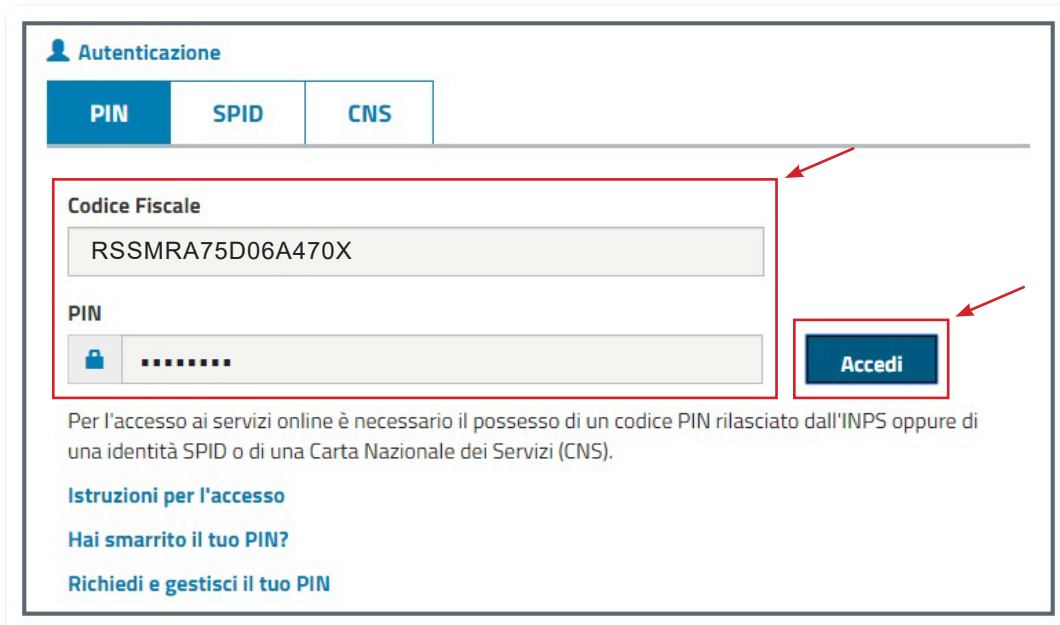 Autenticazione
PIN SPID CNS
Codice Fiscale
RSSMRA75D06A470X
PIN
........
Accedi
Per l'accesso ai servizi online è necessario il possesso di un codice PIN rilasciato dall'INPS oppure di
una identità SPID o di una Carta Nazionale dei Servizi (CNS).
Istruzioni per l'accesso
Hai smarrito il tuo PIN?
Richiedi e gestisci il tuo PIN